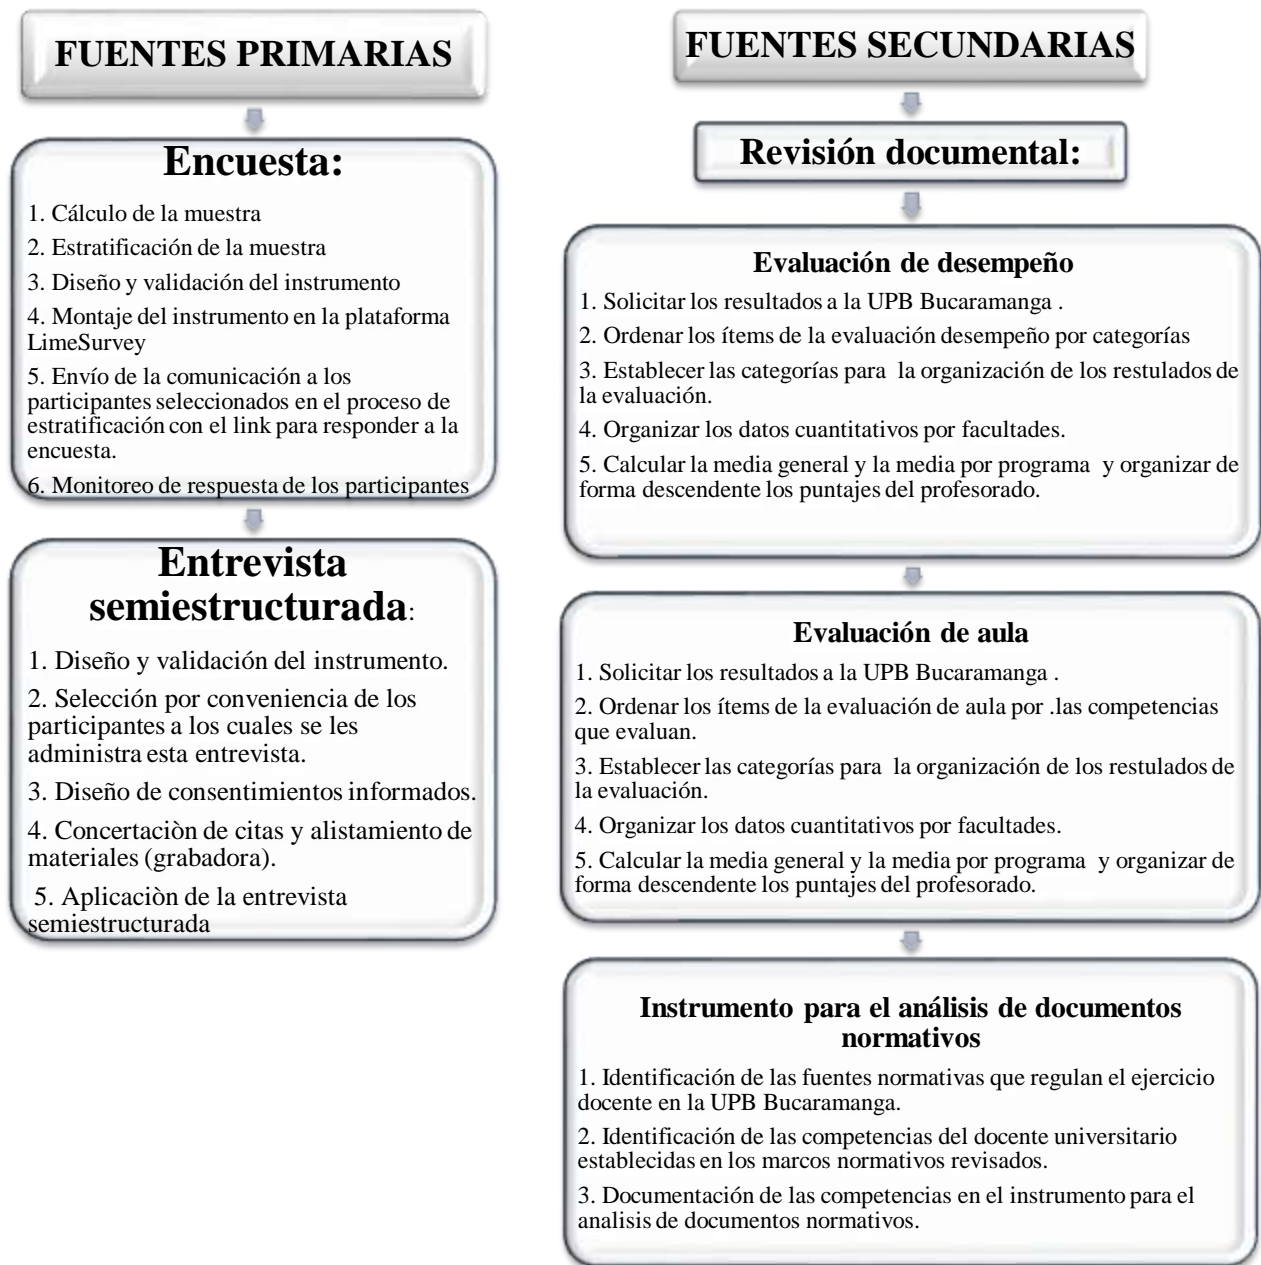 FUENTES PRIMARIAS
Encuesta:
1. Cálculo de la muestra
2. Estratificación de la muestra
3. Diseño y validación del instrumento
4. Montaje del instrumento en la plataforma
LimeSurvey
5. Envío de la comunicación a los
participantes seleccionados en el proceso de
estratificación con el link para responder a la
encuesta.
6. Monitoreo de respuesta de los participantes
Entrevista
semiestructurada:
1. Diseño y validación del instrumento.
2. Selección por conveniencia de los
participantes a los cuales se les
administra esta entrevista.
3. Diseño de consentimientos informados.
4. Concertaciòn de citas y alistamiento de
materiales (grabadora).
5. Aplicaciòn de la entrevista
semiestructurada
FUENTES SECUNDARIAS
Revisión documental:
Evaluación de desempeño
1. Solicitar los resultados a la UPB Bucaramanga .
2. Ordenar los ítems de la evaluación desempeño por categorías
3. Establecer las categorías para la organización de los restulados de
la evaluación.
4. Organizar los datos cuantitativos por facultades.
5. Calcular la media general y la media por programa y organizar de
forma descendente los puntajes del profesorado.
Evaluación de aula
1. Solicitar los resultados a la UPB Bucaramanga .
2. Ordenar los ítems de la evaluación de aula por .las competencias
que evaluan.
3. Establecer las categorías para la organización de los restulados de
la evaluación.
4. Organizar los datos cuantitativos por facultades.
5. Calcular la media general y la media por programa y organizar de
forma descendente los puntajes del profesorado.
Instrumento para el análisis de documentos
normativos
1. Identificación de las fuentes normativas que regulan el ejercicio
docente en la UPB Bucaramanga.
2. Identificación de las competencias del docente universitario
establecidas en los marcos normativos revisados.
3. Documentación de las competencias en el instrumento para el
analisis de documentos normativos.